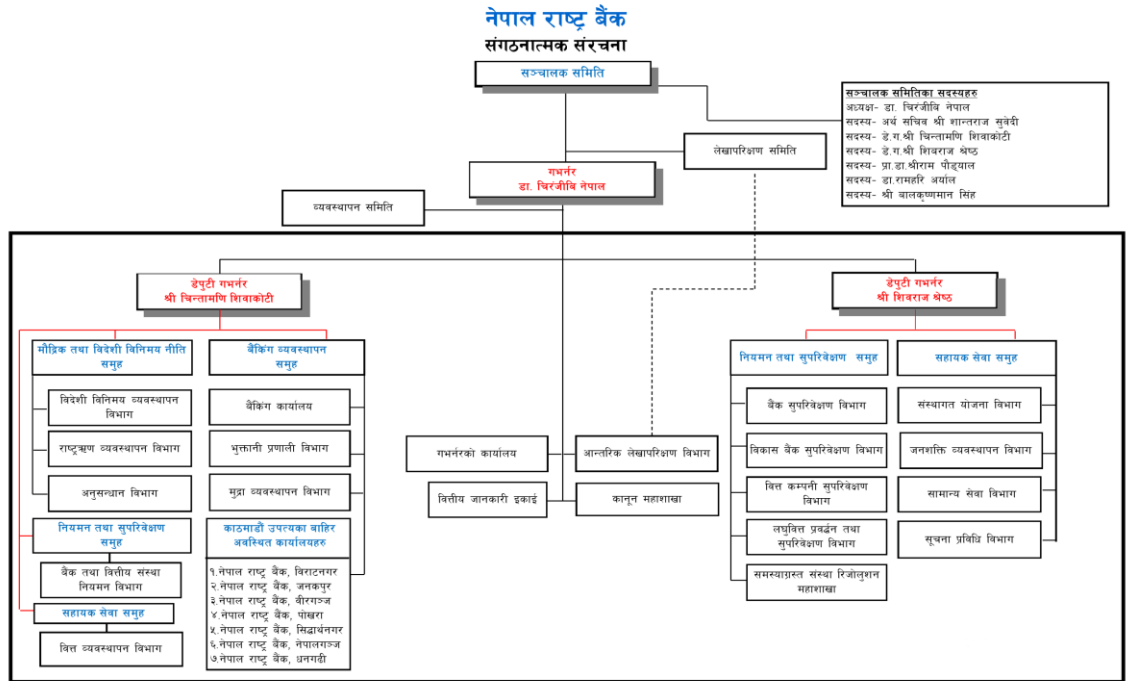 नेपाल राष्ट्र बैंक
संगठनात्मक संरचना
सञ्चालक समिति
सञ्चालक समितिका सदस्यहरु
अध्यक्ष- डा. चिरंजीवि नेपाल
सदस्य- अर्थ सचिव श्री शान्तराज सुवेदी
सदस्य- डे.ग.श्री चिन्तामणि शिवाकोटी
सदस्य- डे.ग.श्री शिबराज श्रेष्ठ
सदस्य- प्रा.डा.श्रीराम पौड्याल
सदस्य- डा.रामहरि अर्याल
सदस्य- श्री बालकृष्णमान सिंह
लेखापरिक्षण समिति
गभर्नर
डा. चिरंजीवि नेपाल
व्यवस्थापन समिति
डेपुटी गभर्नर
श्री चिन्तामणि शिवाकोटी
डेपुटी गभर्नर
श्री शिवराज श्रेष्ठ
मौद्रिक तथा विदेशी विनिमय नीति
समुह
विदेशी विनिमय व्यवस्थापन
विभाग
राष्ट्रऋण व्यवस्थापन विभाग
अनुसन्धान विभाग
नियमन तथा सुपरिवेक्षण
समुह
बैंक तथा वित्तीय संस्था
नियमन विभाग
सहायक सेवा समुह
वित्त व्यवस्थापन विभाग
बैंकिंग व्यवस्थापन
समुह
बैंकिंग कार्यालय
भुक्तानी प्रणाली विभाग
मुद्रा व्यवस्थापन विभाग
काठमाडौं उपत्यका बाहिर
अवस्थित कार्यालयहरु
१.नेपाल राष्ट्र बैंक, विराटनगर
२.नेपाल राष्ट्र बैंक, जनकपुर
३.नेपाल राष्ट्र बैंक, वीरगञ्ज
४.नेपाल राष्ट्र बैंक, पोखरा
५.नेपाल राष्ट्र बैंक, सिद्धार्थनगर
६.नेपाल राष्ट्र बैंक, नेपालगञ्ज
७.नेपाल राष्ट्र बैंक, धनगढी
गभर्नरको कार्यालय
आन्तरिक लेखापरिक्षण विभाग
वित्तीय जानकारी इकाई
कानून महाशाखा
नियमन तथा सुपरिवेक्षण समुह
बैंक सुपरिवेक्षण विभाग
विकास बैंक सुपरिवेक्षण विभाग
वित्त कम्पनी सुपरिवेक्षण
विभाग
लघुवित्त प्रवर्द्धन तथा
सुपरिवेक्षण विभाग
समस्याग्रस्त संस्था रिजोलुशन
महाशाखा
सहायक सेवा समुह
संस्थागत योजना विभाग
जनशक्ति व्यवस्थापन विभाग
सामान्य सेवा विभाग
सूचना प्रविधि विभाग